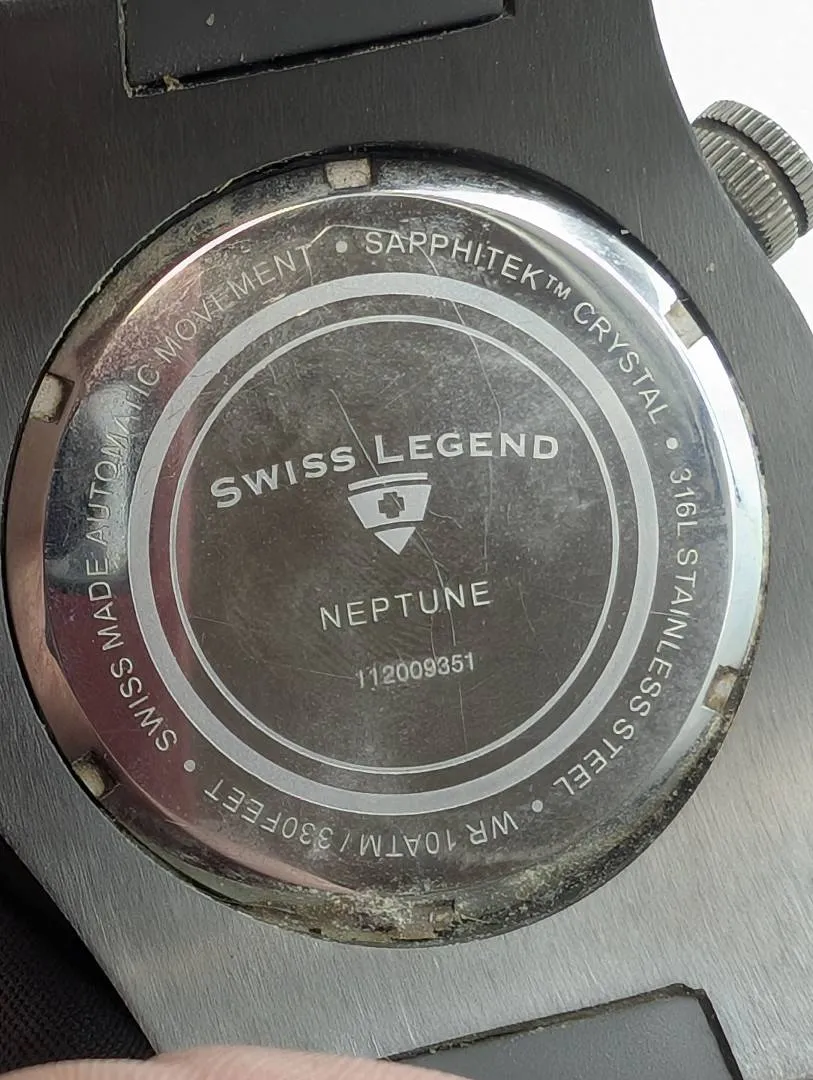 SWISS LEGEND
NEPTUNE
112009351
SWISS MADE AUTOMATIC MOVEMENT • SAPPHITEK™ CRYSTAL • 316L STAINLESS STEEL • WR 10ATM / 330FEET •